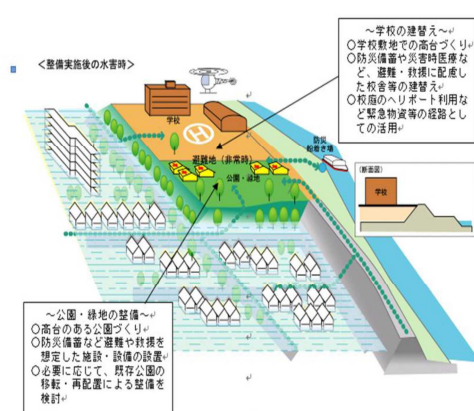 ～学校の建替え～
○学校敷地での高台づくり
○防災備蓄や災害時医療な
ど、避難・救援に配慮し
た校舎等の建替え
○校庭のヘリポート利用な
ど緊急物資等の経路とし
ての活用
＜整備実施後の水害時＞
学校
H
避難地（非常時）
公園・緑地
防災
船着き場
（断面図）
学校
～公園・緑地の整備～
○高台のある公園づくり
○防災備蓄など避難や救援を
想定した施設・設備の設置
○必要に応じて、既存公園の
移転・再配置による整備を
検討